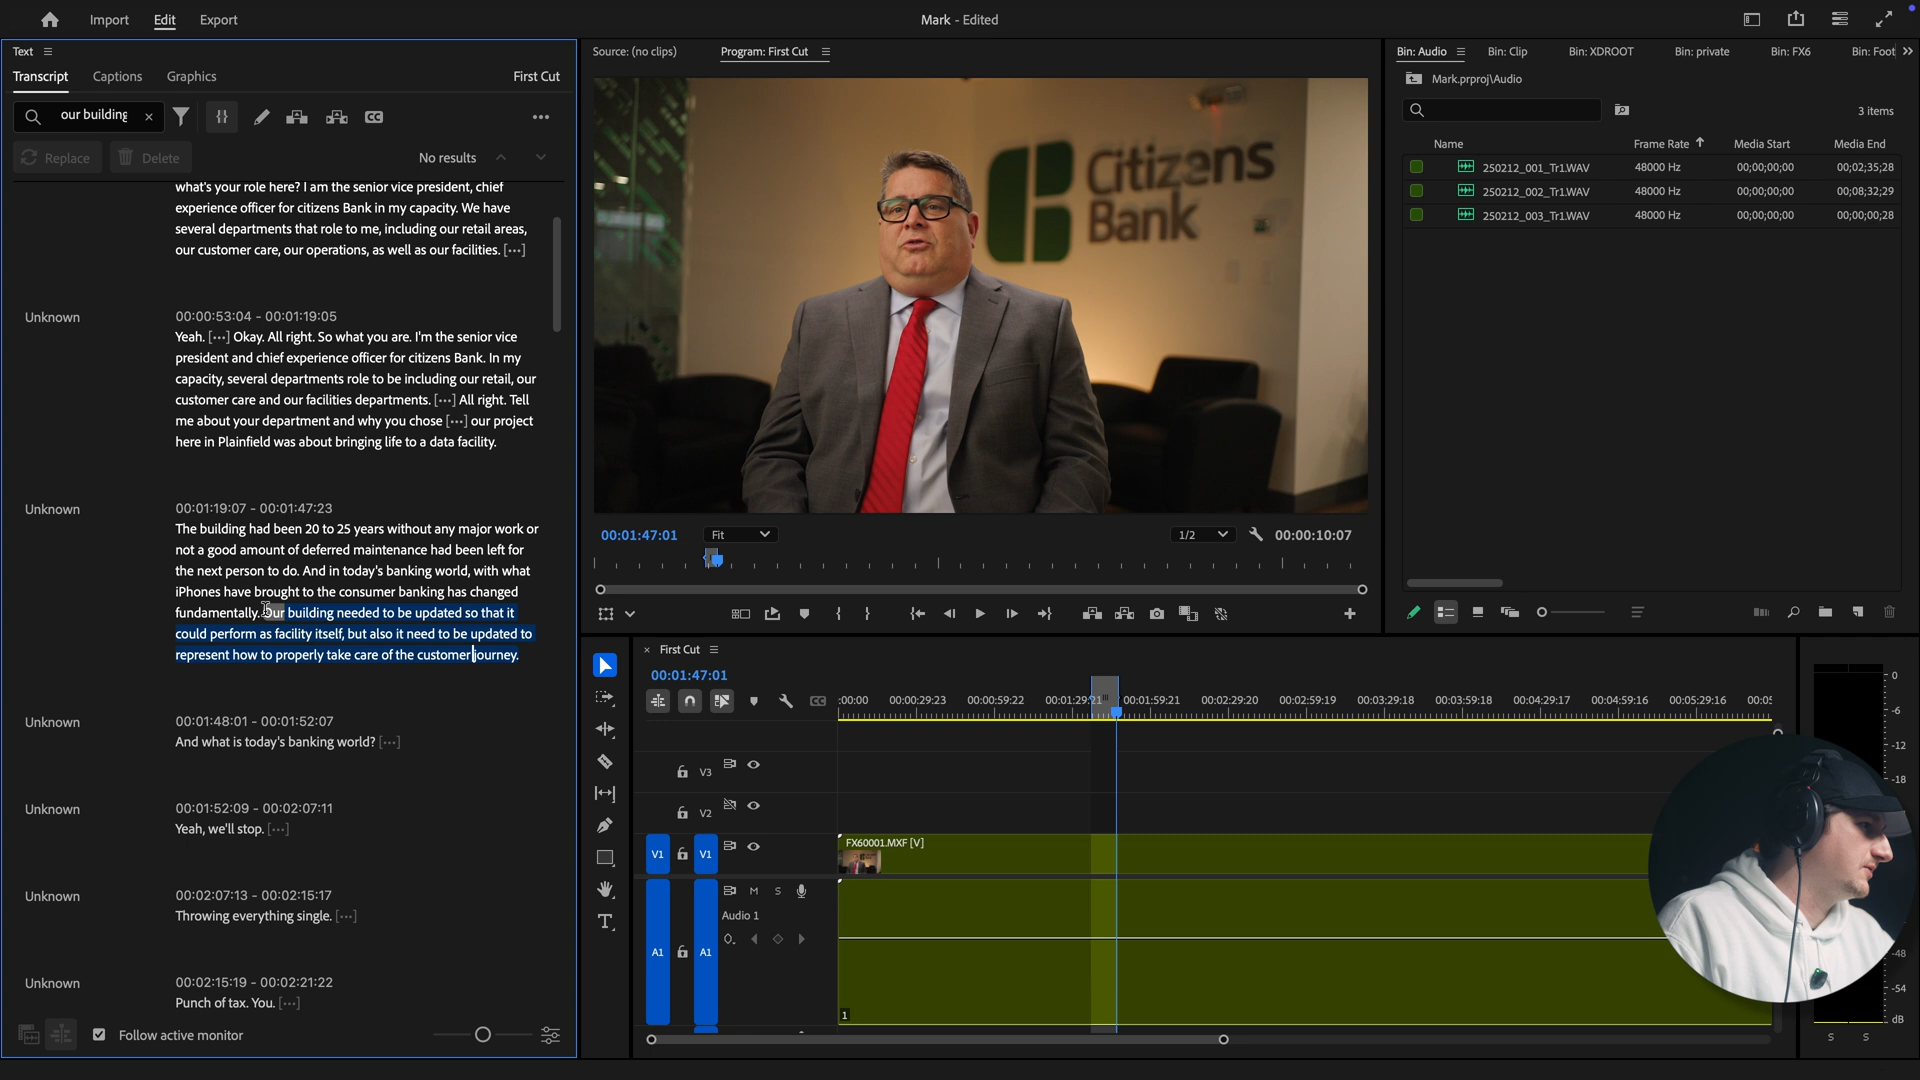 Import
Edit
Export
Mark - Edited
Text
Transcript
Captions
Graphics
First Cut
our building
Replace
Delete
No results
what's your role here? I am the senior vice president, chief
experience officer for citizens Bank in my capacity. We have
several departments that role to me, including our retail areas,
our customer care, our operations, as well as our facilities. [···]
Unknown
00:00:53:04 - 00:01:19:05
Yeah. [···] Okay. All right. So what you are. I'm the senior vice
president and chief experience officer for citizens Bank. In my
capacity, several departments role to be including our retail, our
customer care and our facilities departments. [···] All right. Tell
me about your department and why you chose [···] our project
here in Plainfield was about bringing life to a data facility.
Unknown
00:01:19:07 - 00:01:47:23
The building had been 20 to 25 years without any major work or
not a good amount of deferred maintenance had been left for
the next person to do. And in today's banking world, with what
iPhones have brought to the consumer banking has changed
fundamentally. Our building needed to be updated so that it
could perform as facility itself, but also it need to be updated to
represent how to properly take care of the customer journey.
Unknown
00:01:48:01 - 00:01:52:07
And what is today's banking world? [···]
Unknown
00:01:52:09 - 00:02:07:11
Yeah, we'll stop. [···]
Unknown
00:02:07:13 - 00:02:15:17
Throwing everything single. [···]
Unknown
00:02:15:19 - 00:02:21:22
Punch of tax. You. [···]
Follow active monitor
Source: (no clips)
Program: First Cut
Citizens
Bank
00:01:47:01
Fit
1/2
00:00:10:07
Bin: Audio
Bin: Clip
Bin: XDROOT
Bin: private
Bin: FX6
Bin: Foot
Mark.prproj\Audio
3 items
Name
Frame Rate
Media Start
Media End
250212_001_Tr1.WAV
48000 Hz
00;00;00;00
00;02;35;28
250212_002_Tr1.WAV
48000 Hz
00;00;00;00
00;08;32;29
250212_003_Tr1.WAV
48000 Hz
00;00;00;00
00;00;00;28
× First Cut
00:01:47:01
:00:00
00:00:29:23
00:00:59:22
00:01:29:21
00:01:59:21
00:02:29:20
00:02:59:19
00:03:29:18
00:03:59:18
00:04:29:17
00:04:59:16
00:05:29:16
00:05
V3
V2
V1
V1
FX60001.MXF [V]
A1
A1
M
S
Audio 1
1
0
-6
-12
-18
-48
-54
dB
S
S